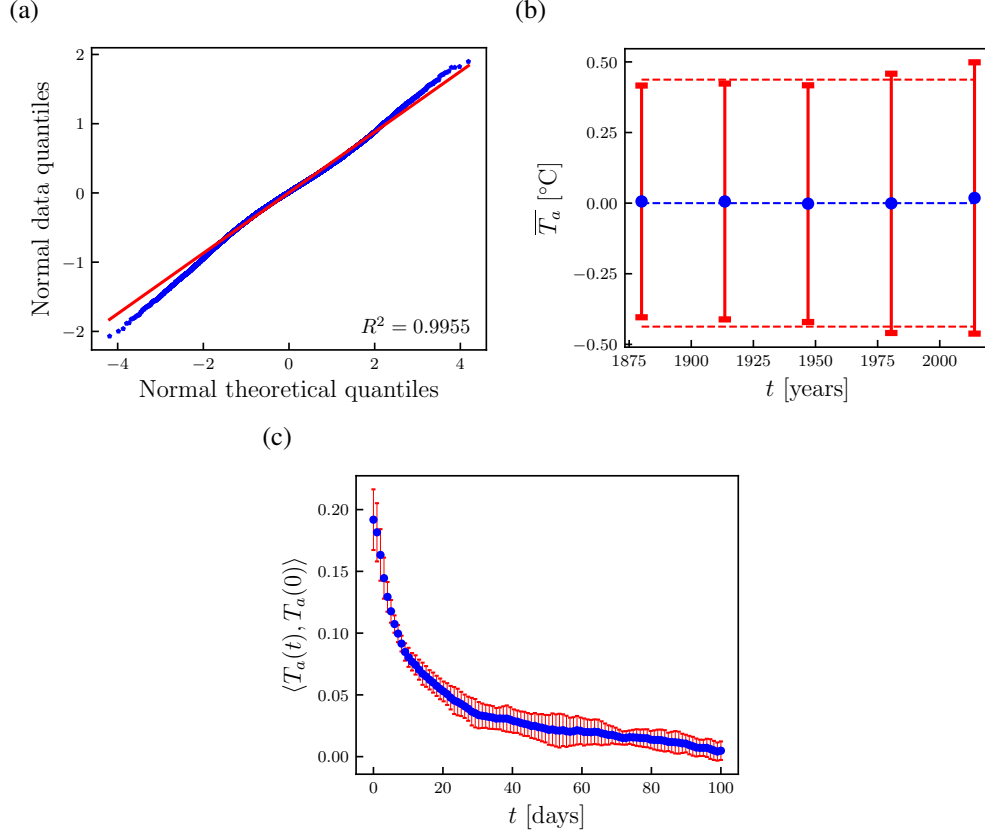 (a)
Normal data quantiles
2
1
0
−1
−2
−4
−2
0
2
4
R² = 0.9955
Normal theoretical quantiles
(b)
T̅ₐ [°C]
0.50
0.25
0.00
−0.25
−0.50
1875 1900 1925 1950 1975 2000
t [years]
(c)
⟨Tₐ(t), Tₐ(0)⟩
0.20
0.15
0.10
0.05
0.00
0 20 40 60 80 100
t [days]